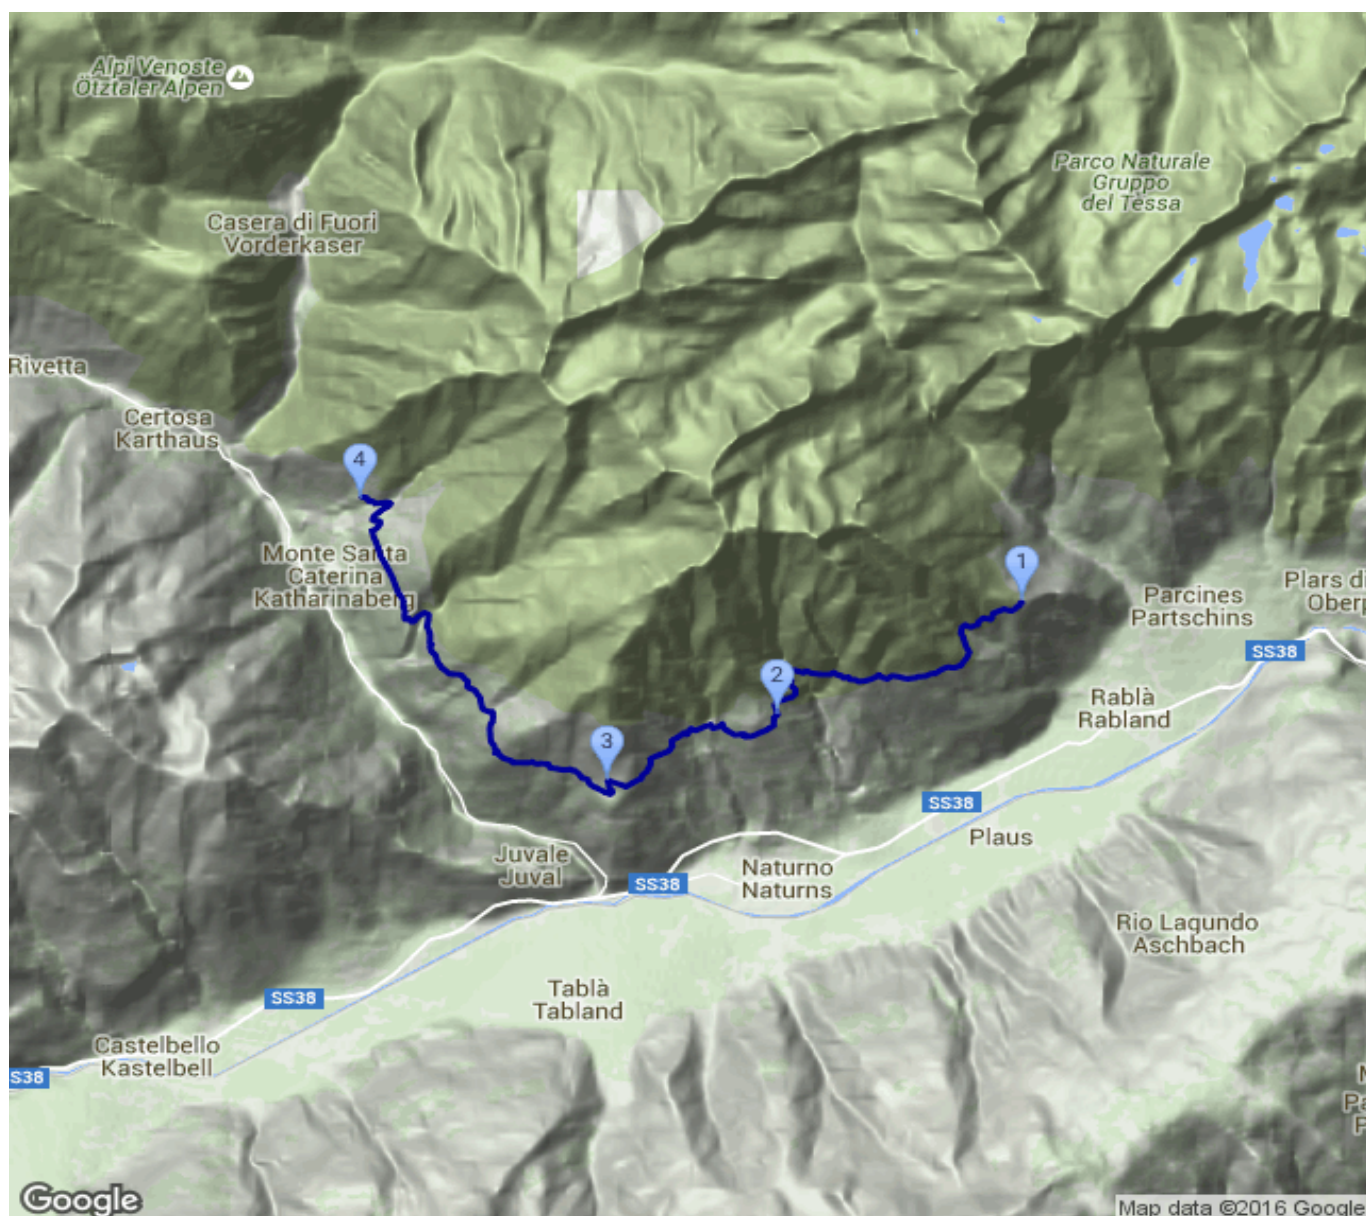 Alpi Venoste
Ötztaler Alpen
Parco Naturale
Gruppo
del Tessa
Casera di Fuori
Vorderkaser
Rivetta
Certosa
Karthaus
4
Monte Santa
Caterina
Katharinaberg
1
Parcines
Partschins
Plars di
Oberp
SS38
2
Rablà
Rabland
3
SS38
Plaus
Juvale
Juval
SS38
Naturno
Naturns
Rio Lagundo
Aschbach
SS38
Tablà
Tabland
Castelbello
Kastelbell
S38
M
Pa
P
Google
Map data ©2016 Google